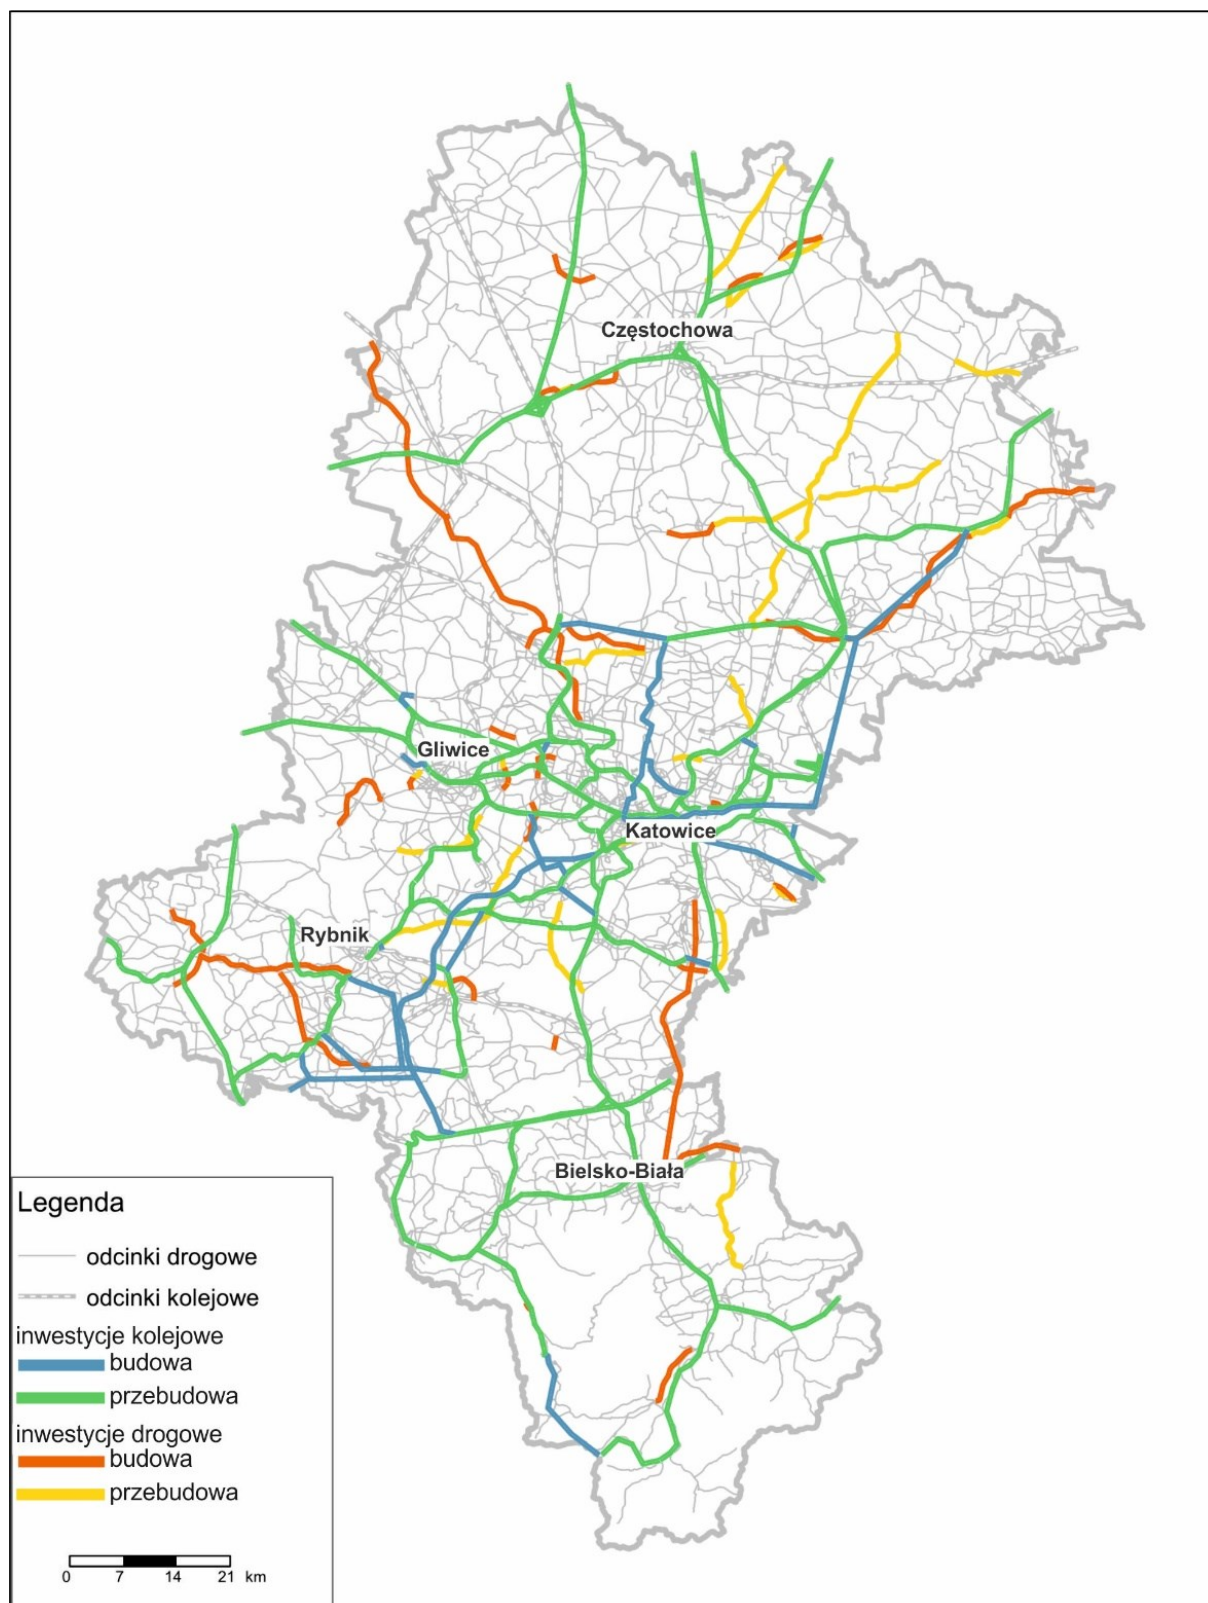 Częstochowa
Gliwice
Katowice
Rybnik
Bielsko-Biała
Legenda
odcinki drogowe
odcinki kolejowe
inwestycje kolejowe
budowa
przebudowa
inwestycje drogowe
budowa
przebudowa
0 7 14 21 km